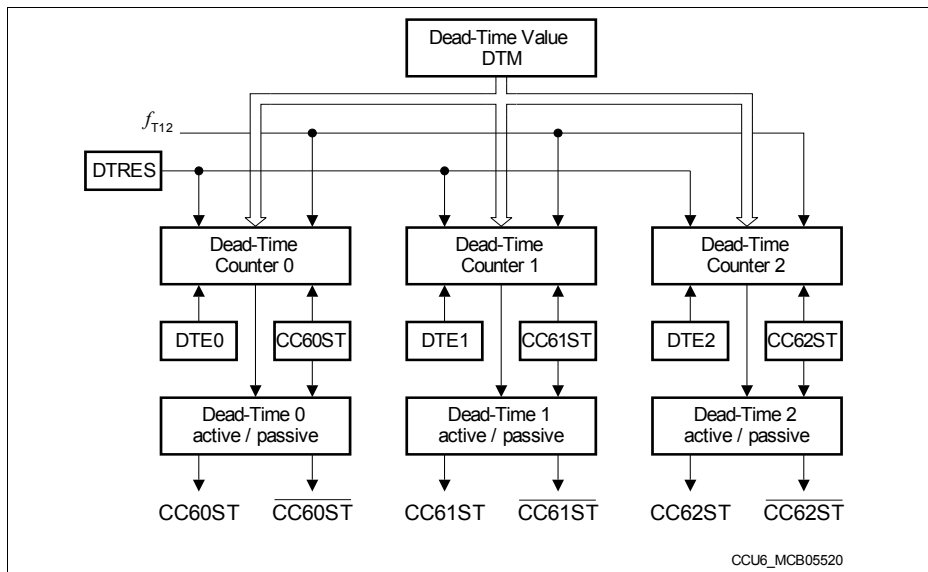 Dead-Time Value
DTM
fT12
DTRES
Dead-Time
Counter 0
Dead-Time
Counter 1
Dead-Time
Counter 2
DTE0
CC60ST
DTE1
CC61ST
DTE2
CC62ST
Dead-Time 0
active / passive
Dead-Time 1
active / passive
Dead-Time 2
active / passive
CC60ST
CC60ST
CC61ST
CC61ST
CC62ST
CC62ST
CCU6_MCB05520